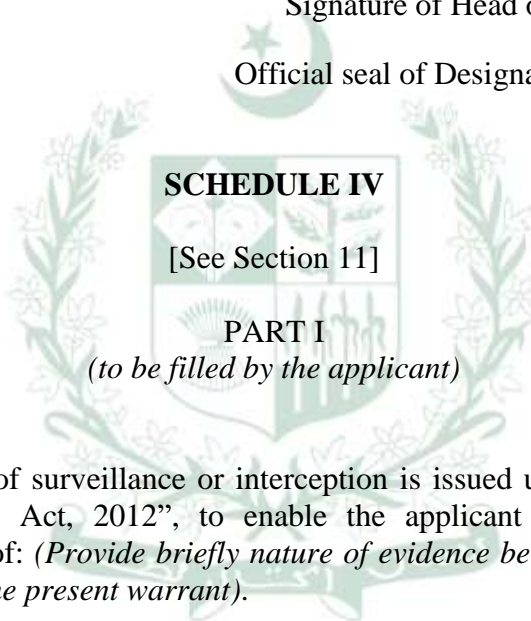 Signature of Head o
Official seal of Designa
SCHEDULE IV
[See Section 11]
PART I
(to be filled by the applicant)
of surveillance or interception is issued u
Act, 2012”, to enable the applicant
of: (Provide briefly nature of evidence be
he present warrant).